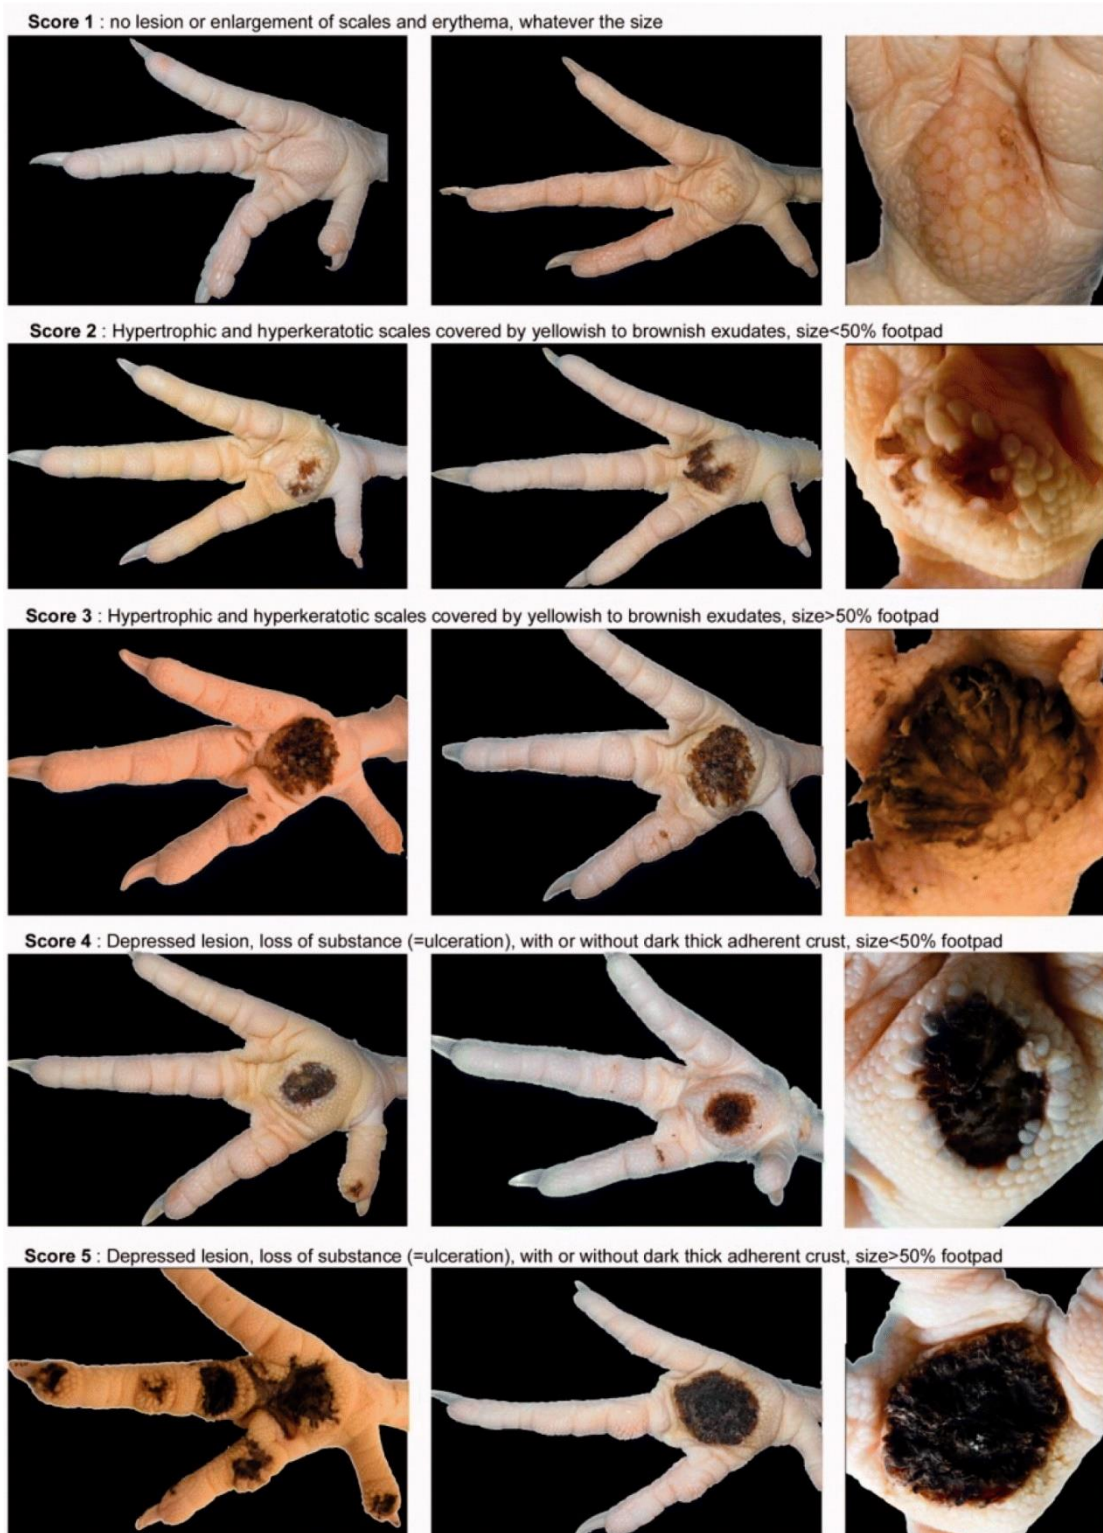 Score 1 : no lesion or enlargement of scales and erythema, whatever the size
Score 2 : Hypertrophic and hyperkeratotic scales covered by yellowish to brownish exudates, size<50% footpad
Score 3 : Hypertrophic and hyperkeratotic scales covered by yellowish to brownish exudates, size>50% footpad
Score 4 : Depressed lesion, loss of substance (=ulceration), with or without dark thick adherent crust, size<50% footpad
Score 5 : Depressed lesion, loss of substance (=ulceration), with or without dark thick adherent crust, size>50% footpad